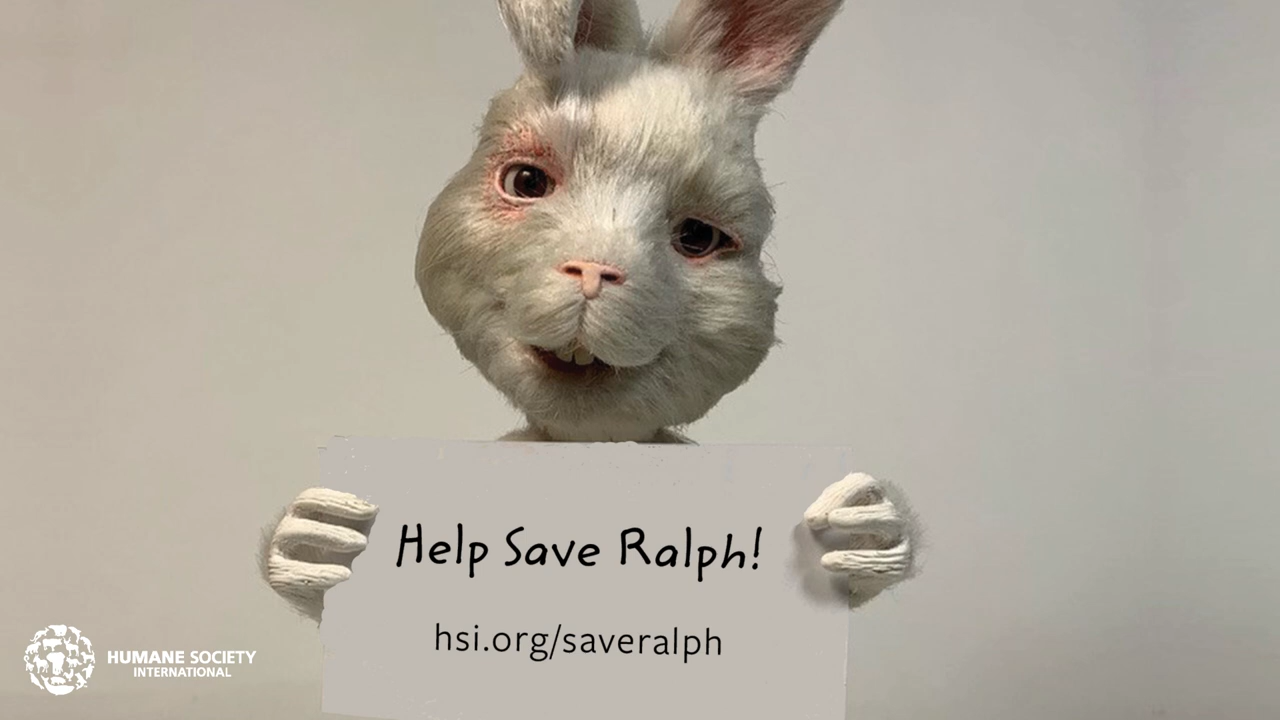 Help Save Ralph!
hsi.org/saveralph
HUMANE SOCIETY
INTERNATIONAL